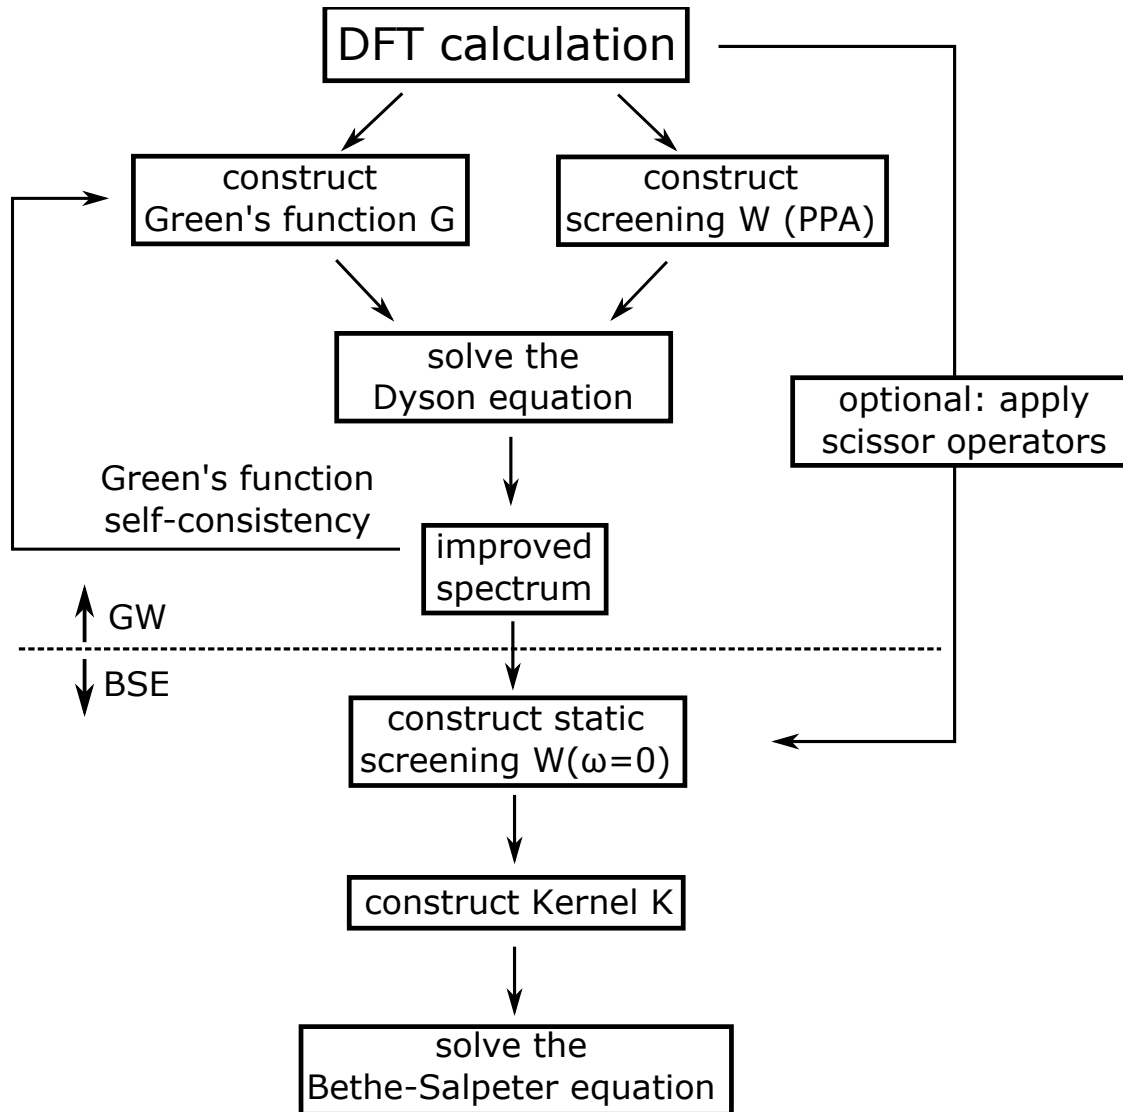 DFT calculation
construct
Green's function G
construct
screening W (PPA)
solve the
Dyson equation
optional: apply
scissor operators
Green's function
self-consistency
improved
spectrum
GW
BSE
construct static
screening W(ω=0)
construct Kernel K
solve the
Bethe-Salpeter equation